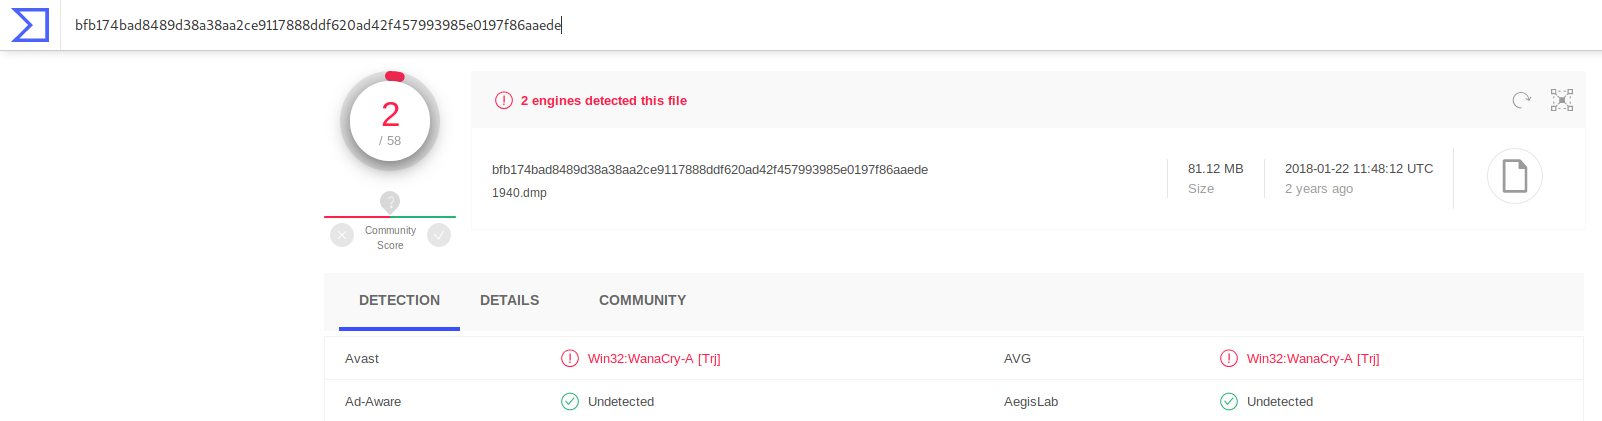 bfb174bad8489d38a38aa2ce9117888ddf620ad42f457993985e0197f86aaede
2
/ 58
2 engines detected this file
bfb174bad8489d38a38aa2ce9117888ddf620ad42f457993985e0197f86aaede
1940.dmp
81.12 MB
Size
2018-01-22 11:48:12 UTC
2 years ago
?
Community
Score
DETECTION DETAILS COMMUNITY
Avast Win32:WanaCry-A [Trj] AVG Win32:WanaCry-A [Trj]
Ad-Aware Undetected AegisLab Undetected